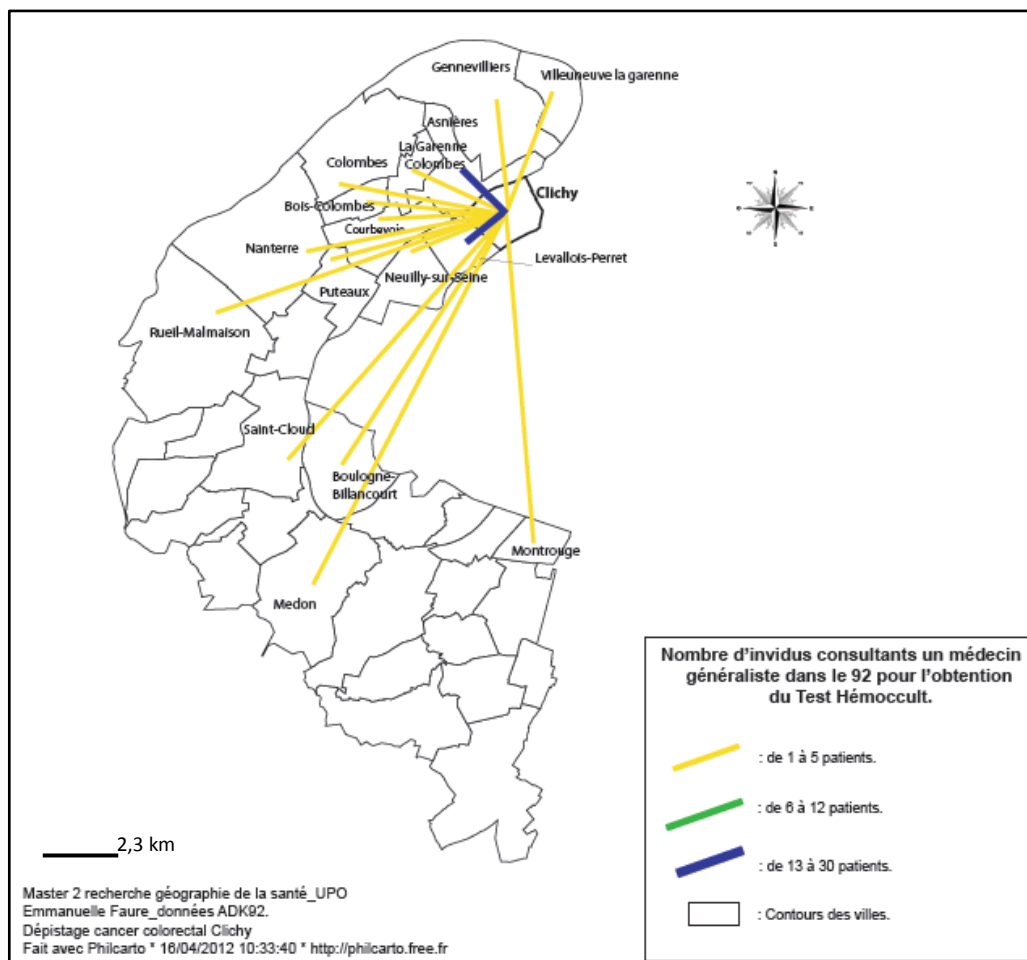 Gennevilliers
Villeuneuve la garenne
Asnières
La Garenne
Colombes
Colombes
Clichy
Bois-Colombes
Courbevoie
Nanterre
Levallois-Perret
Neuilly-sur-Seine
Puteaux
Rueil-Malmaison
Saint-Cloud
Boulogne-
Billancourt
Montrouge
Medon
Nombre d'invidus consultants un médecin
généraliste dans le 92 pour l'obtention
du Test Hémoccult.
: de 1 à 5 patients.
: de 6 à 12 patients.
: de 13 à 30 patients.
: Contours des villes.
2,3 km
Master 2 recherche géographie de la santé_UPO
Emmanuelle Faure_données ADK92.
Dépistage cancer colorectal Clichy
Fait avec Philcarto * 16/04/2012 10:33:40 * http://philcarto.free.fr